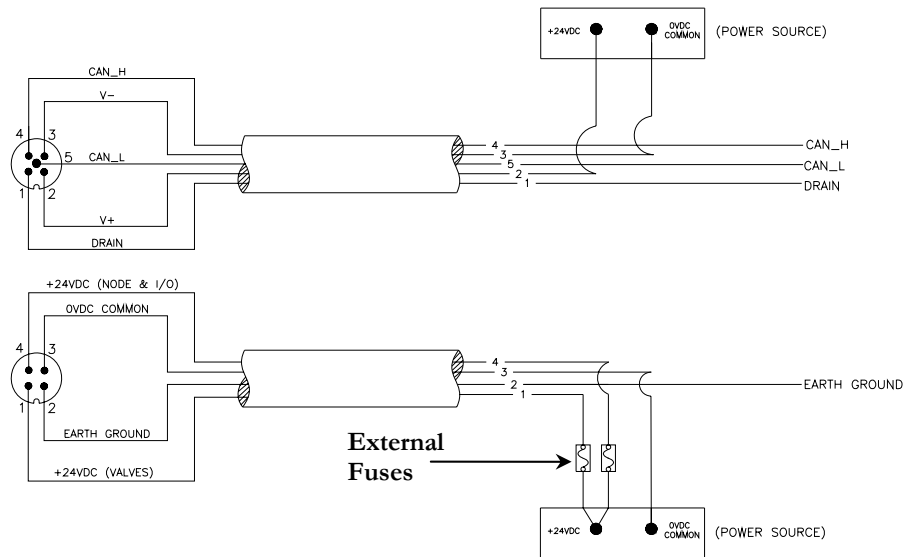 +24VDC
0VDC
COMMON
(POWER SOURCE)
CAN_H
V-
4
3
5
CAN_L
1
2
V+
DRAIN
4
3
5
2
1
CAN_H
CAN_L
DRAIN
+24VDC (NODE & I/O)
0VDC COMMON
4
3
1
2
EARTH GROUND
+24VDC (VALVES)
4
3
2
1
EARTH GROUND
External
Fuses
+24VDC
0VDC
COMMON
(POWER SOURCE)